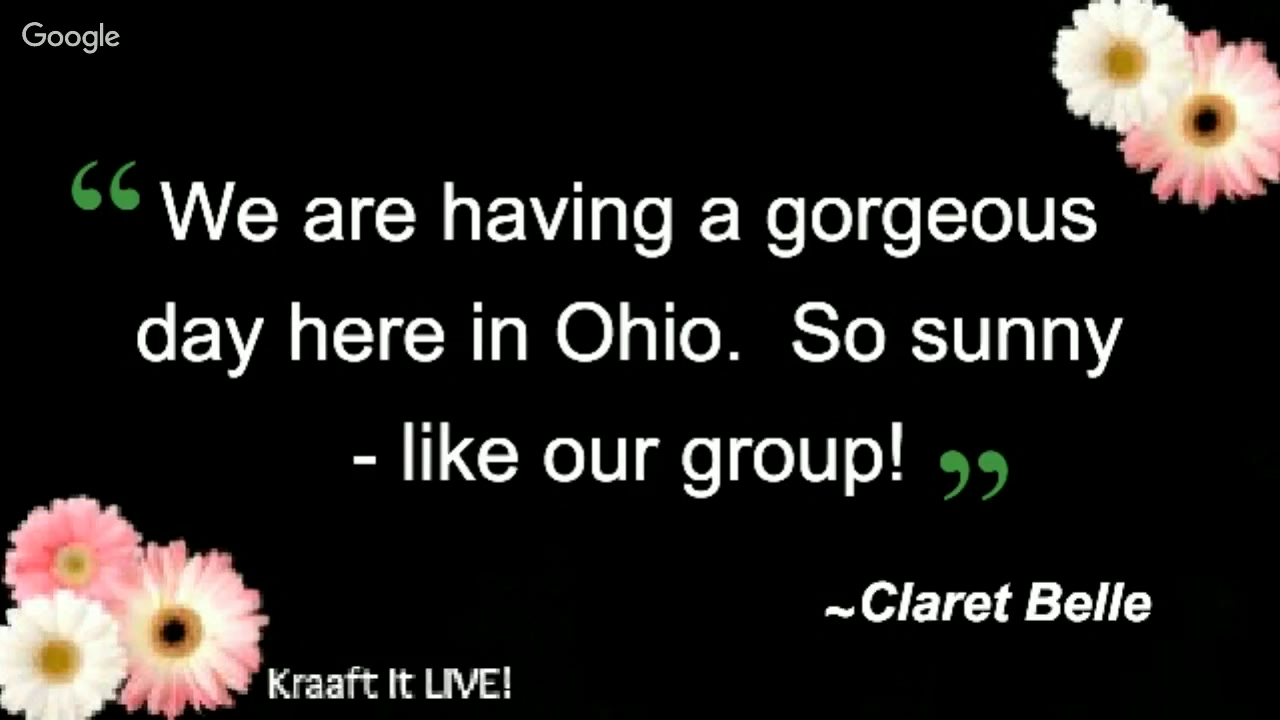 Google
“We are having a gorgeous
day here in Ohio.  So sunny
- like our group! ”
~Claret Belle
Kraaft It LIVE!